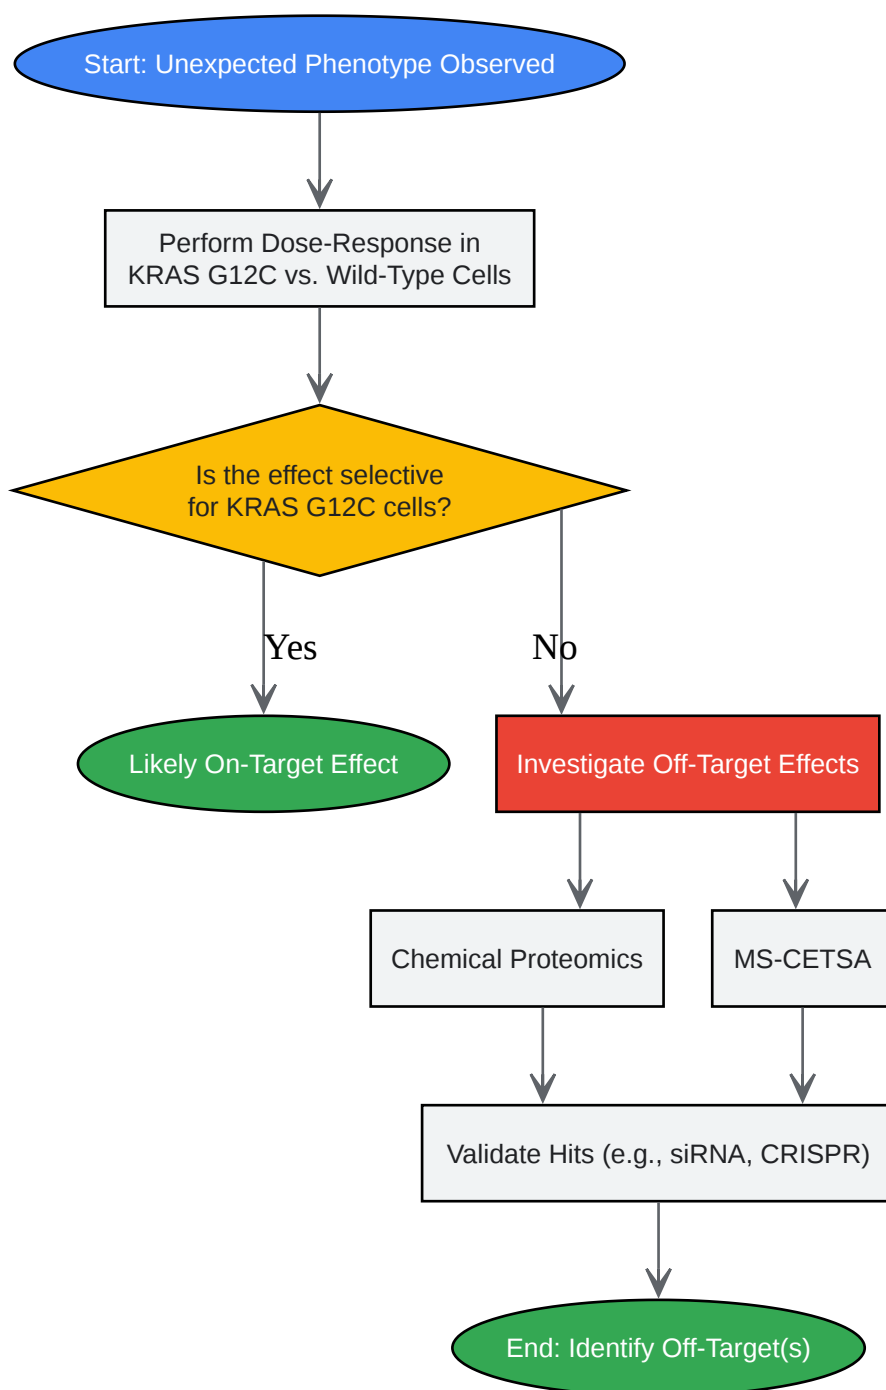 Start: Unexpected Phenotype Observed
Perform Dose-Response in
KRAS G12C vs. Wild-Type Cells
Is the effect selective
for KRAS G12C cells?
Yes
No
Likely On-Target Effect
Investigate Off-Target Effects
Chemical Proteomics
MS-CETSA
Validate Hits (e.g., siRNA, CRISPR)
End: Identify Off-Target(s)